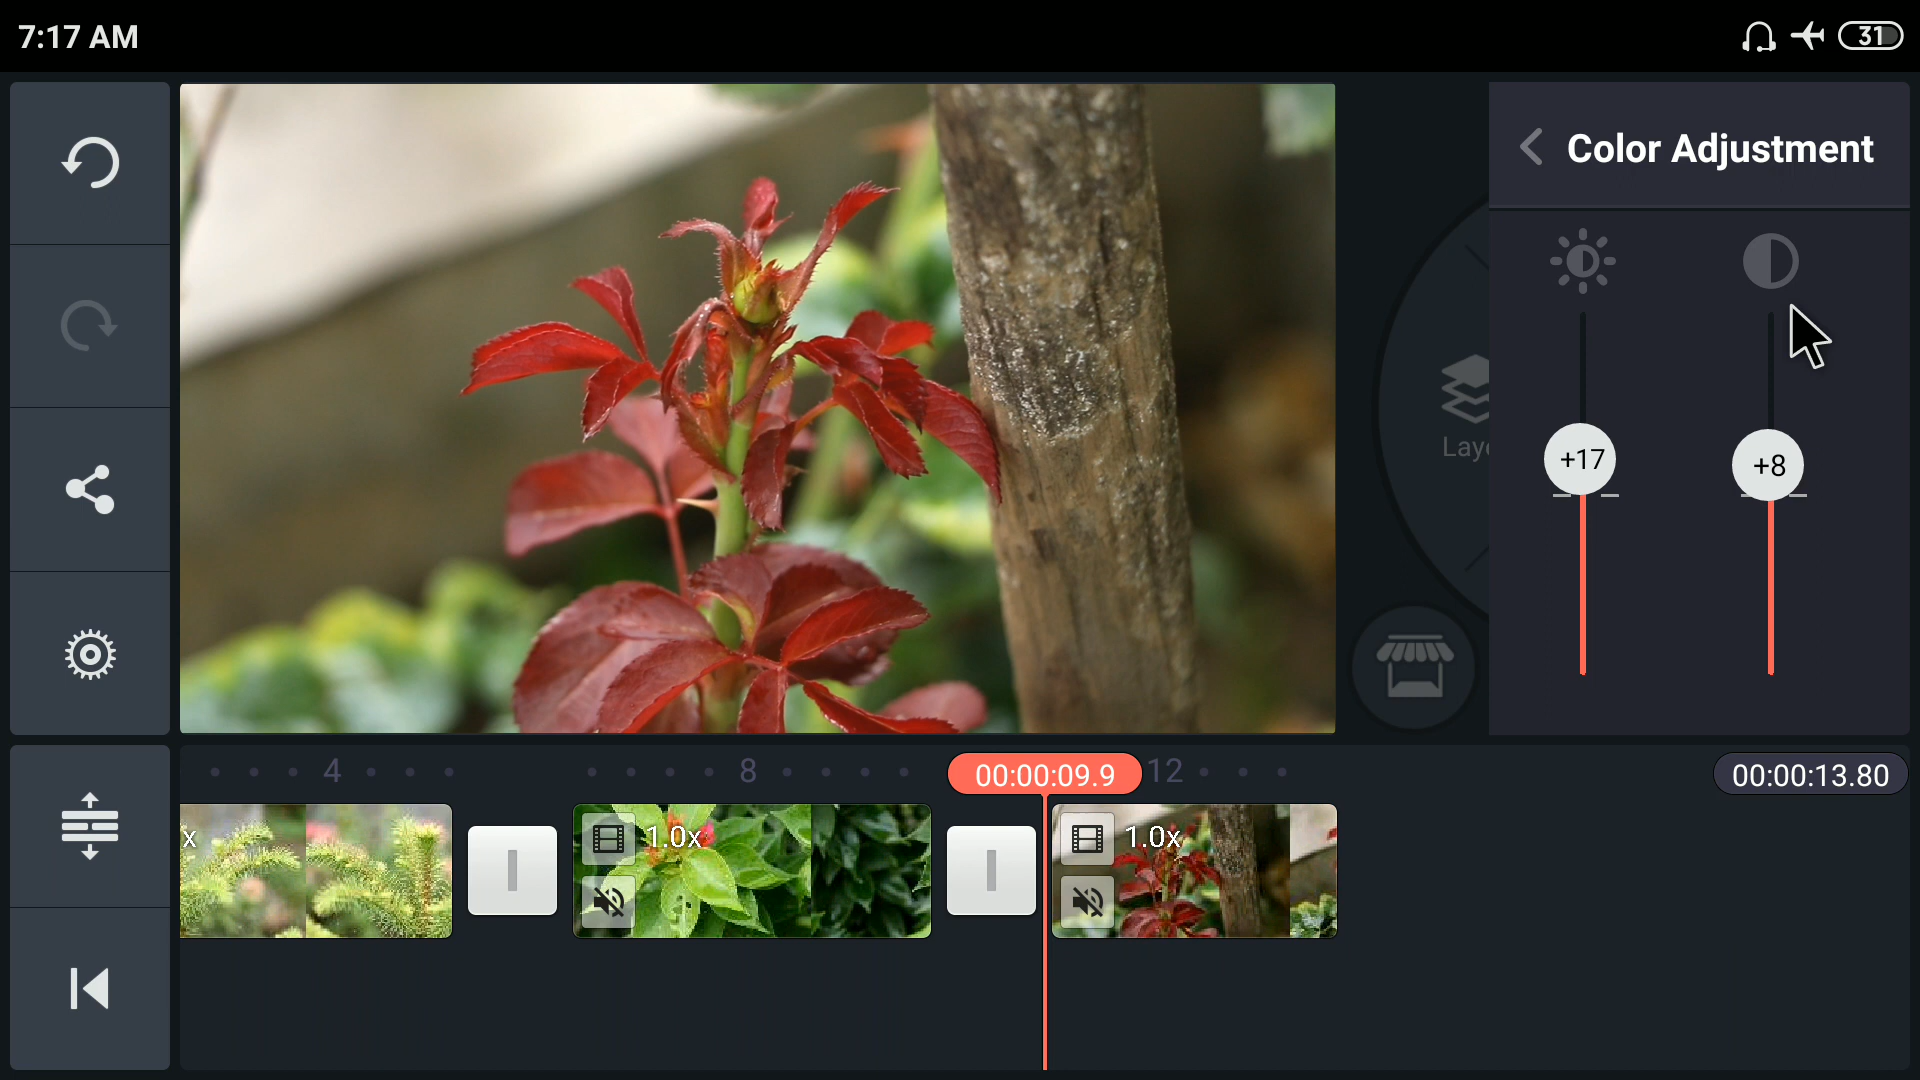 7:17 AM
31
Color Adjustment
Laye
+17
+8
4
8
12
00:00:09.9
00:00:13.80
x
1.0x
1.0x